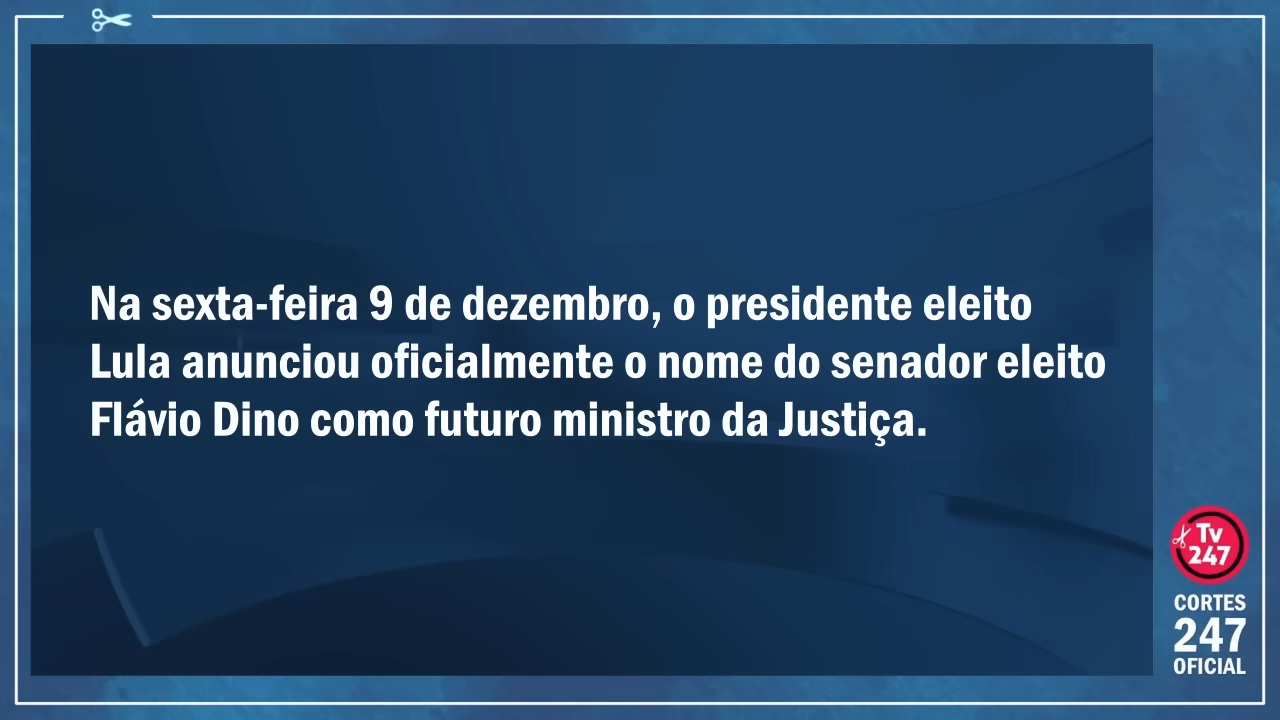 Na sexta-feira 9 de dezembro, o presidente eleito
Lula anunciou oficialmente o nome do senador eleito
Flávio Dino como futuro ministro da Justiça.
Tv
247
CORTES
247
OFICIAL